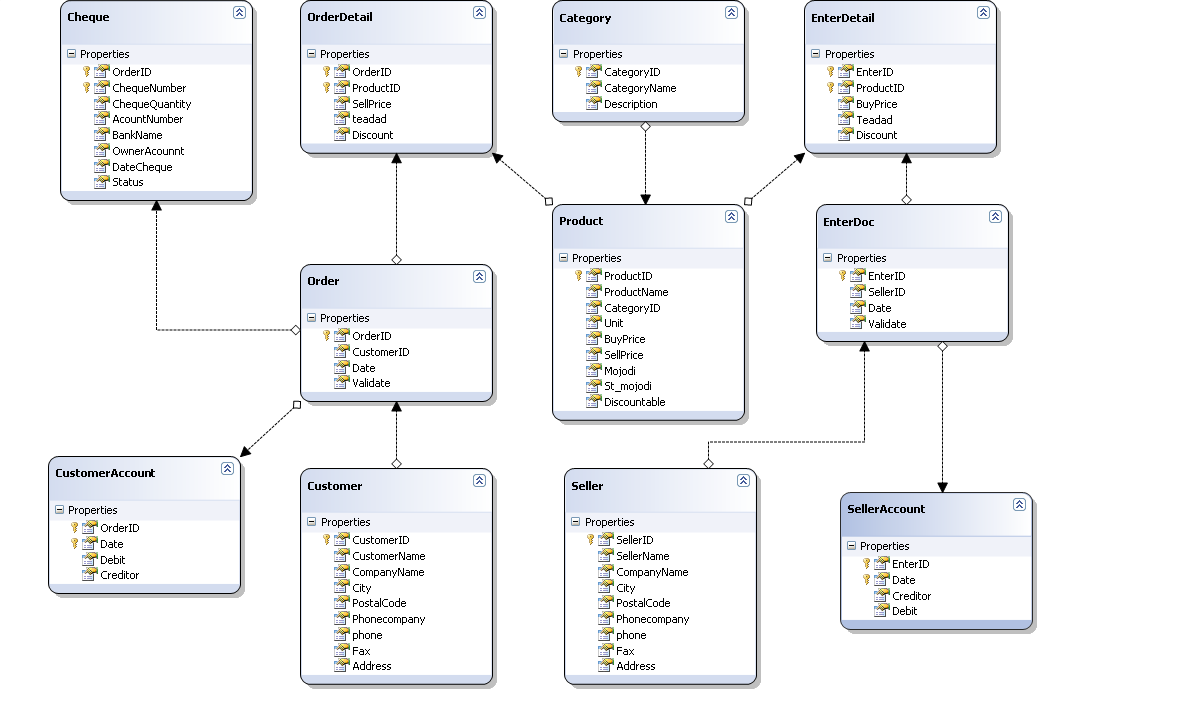 Cheque
Properties
OrderID
ChequeNumber
ChequeQuantity
AcountNumber
BankName
OwnerAcounnt
DateCheque
Status
OrderDetail
Properties
OrderID
ProductID
SellPrice
teadad
Discount
Category
Properties
CategoryID
CategoryName
Description
EnterDetail
Properties
EnterID
ProductID
BuyPrice
Teadad
Discount
Order
Properties
OrderID
CustomerID
Date
Validate
Product
Properties
ProductID
ProductName
CategoryID
Unit
BuyPrice
SellPrice
Mojodi
St_mojodi
Discountable
EnterDoc
Properties
EnterID
SellerID
Date
Validate
CustomerAccount
Properties
OrderID
Date
Debit
Creditor
Customer
Properties
CustomerID
CustomerName
CompanyName
City
PostalCode
Phonecompany
phone
Fax
Address
Seller
Properties
SellerID
SellerName
CompanyName
City
PostalCode
Phonecompany
phone
Fax
Address
SellerAccount
Properties
EnterID
Date
Creditor
Debit